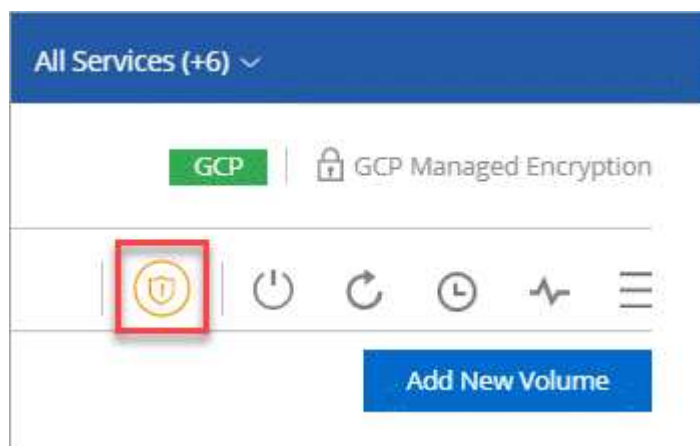 All Services (+6)
GCP
GCP Managed Encryption
Add New Volume